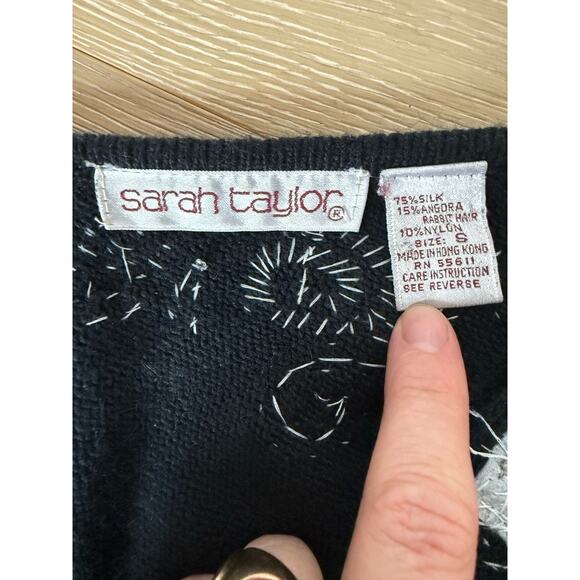 sarah taylor ®
75% SILK
15% ANGORA
RABBIT HAIR
10% NYLON
SIZE: S
MADE IN HONG KONG
RN 55611
CARE INSTRUCTION
SEE REVERSE